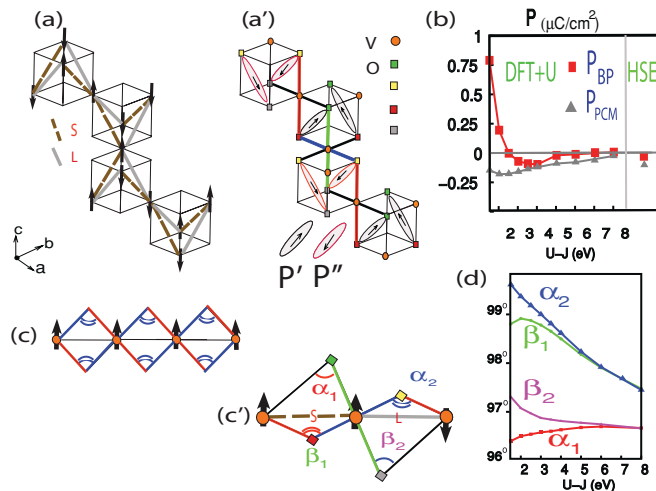 (a)
S
L
c
b
a
(a')
V
O
P' P"
(b)
P (μC/cm²)
1
0.75
0.5
0.25
0
−0.25
DFT+U
P_BP
HSE
P_PCM
2 3 4 5 6 7 8
U−J (eV)
(c)
(c')
α₁
α₂
S
L
β₁
β₂
(d)
99°
98°
97°
96°
α₂
β₁
β₂
α₁
2 3 4 5 6 7 8
U−J (eV)